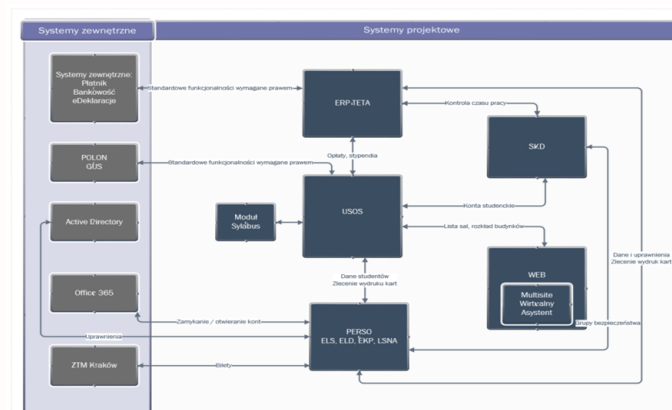 Systemy zewnętrzne
Systemy projektowe
Systemy zewnętrzne:
Płatnik
Bankowość
eDeklaracje
Standardowe funkcjonalności wymagane prawem
ERP-TETA
Kontrola czasu pracy
POLON
GUS
Standardowe funkcjonalności wymagane prawem
Opłaty, stypendia
SKD
Active Directory
Moduł
Sylabus
USOS
Konta studenckie
Lista sal, rozkład budynków
Dane i uprawnienia
Zlecenie wydruk kart
Office 365
Dane studentów
Zlecenie wydruku kart
WEB
Multisite
Wirtualny
Asystent
Zamykanie / otwieranie kont
Grupy bezpieczeństwa
Uprawnienia
PERSO
ELS, ELD, EKP, LSNA
ZTM Kraków
Bilety